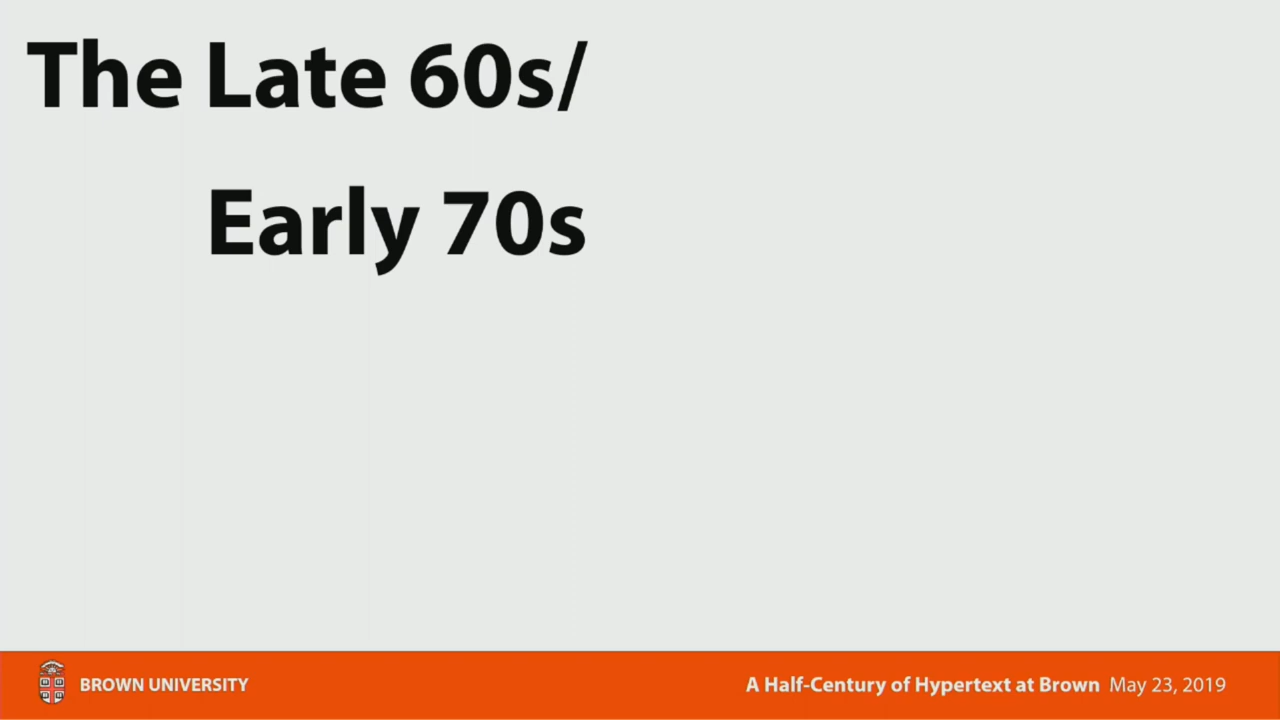 The Late 60s/
Early 70s
BROWN UNIVERSITY
A Half-Century of Hypertext at Brown May 23, 2019